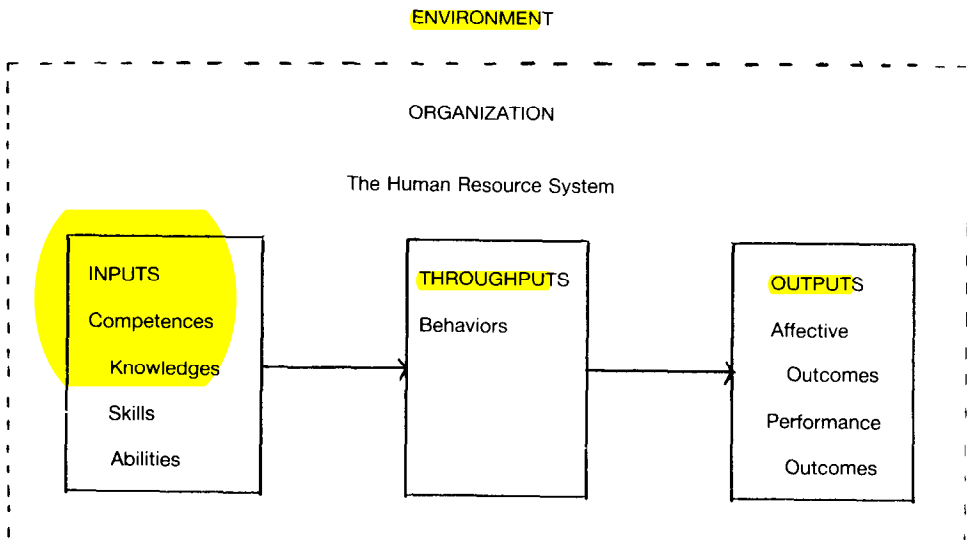 ENVIRONMENT
ORGANIZATION
The Human Resource System
INPUTS
Competences
Knowledges
Skills
Abilities
THROUGHPUTS
Behaviors
OUTPUTS
Affective
Outcomes
Performance
Outcomes